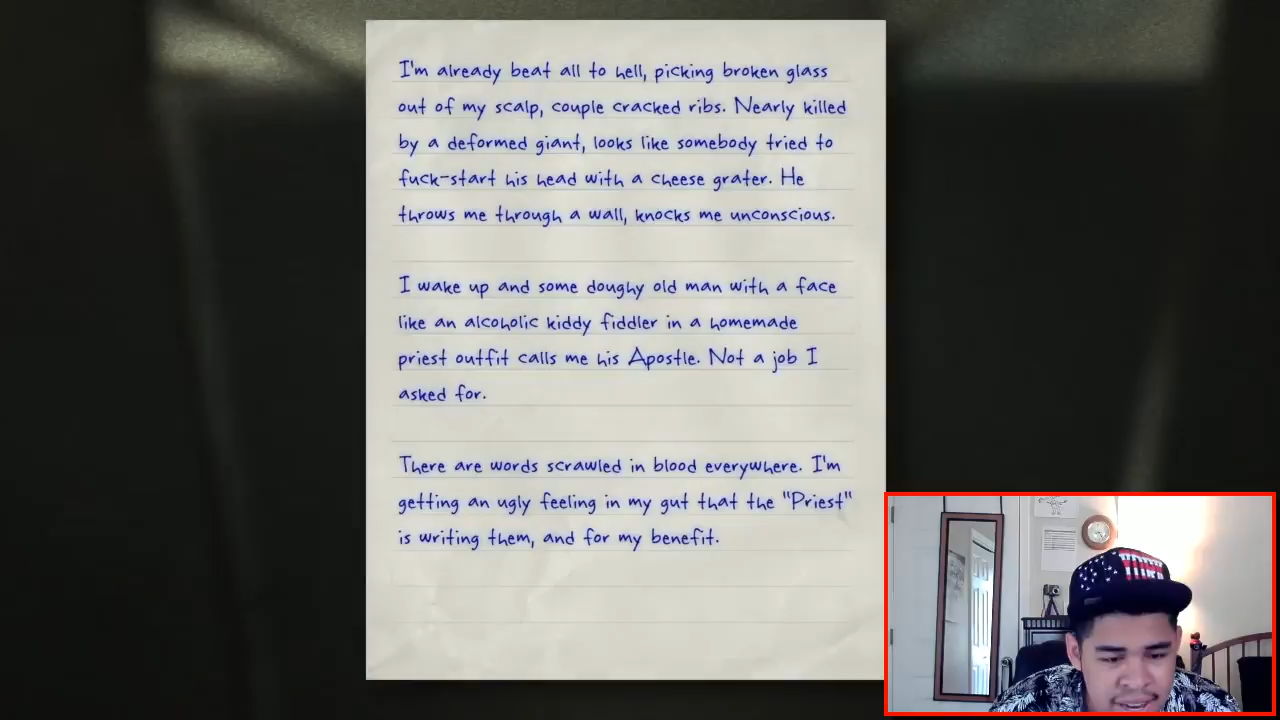 I'm already beat all to hell, picking broken glass
out of my scalp, couple cracked ribs. Nearly killed
by a deformed giant, looks like somebody tried to
fuck-start his head with a cheese grater. He
throws me through a wall, knocks me unconscious.
I wake up and some doughy old man with a face
like an alcoholic kiddy fiddler in a homemade
priest outfit calls me his Apostle. Not a job I
asked for.
There are words scrawled in blood everywhere. I'm
getting an ugly feeling in my gut that the "Priest"
is writing them, and for my benefit.